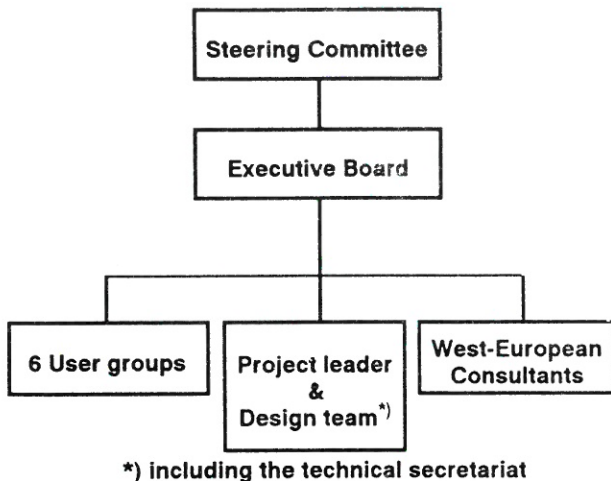 Steering Committee
Executive Board
6 User groups
Project leader
&
Design team*)
West-European
Consultants
*) including the technical secretariat